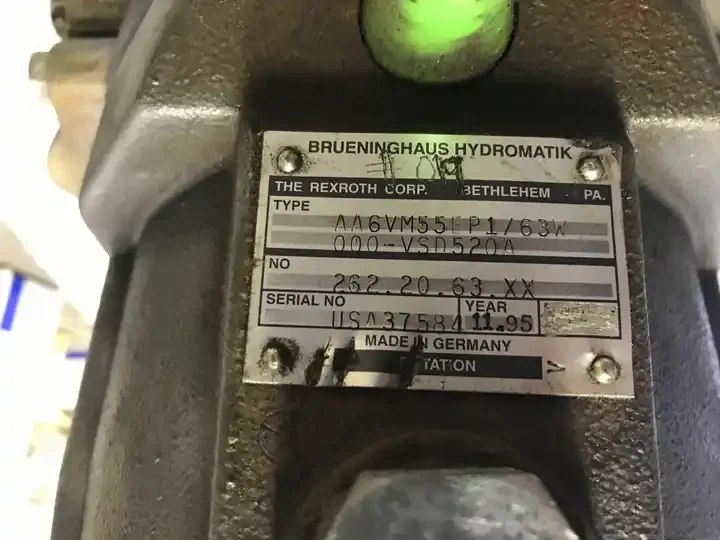 BRUENINGHAUS HYDROMATIK
THE REXROTH CORP. BETHLEHEM PA.
TYPE
AA6VM55EP1/63W
000-VSD520A
NO
262.20.63.XX
SERIAL NO YEAR
USA37584 11.95
MADE IN GERMANY
V